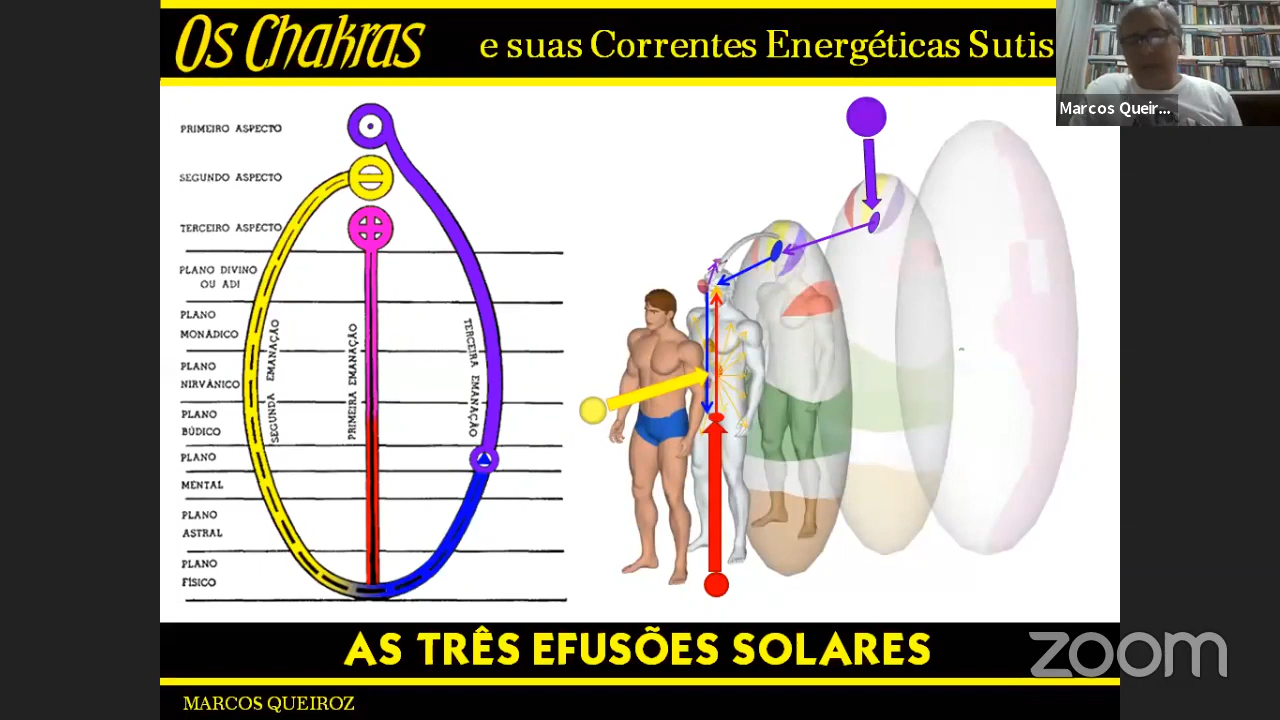 Os Chakras e suas Correntes Energéticas Sutis
Marcos Queir...
PRIMEIRO ASPECTO
SEGUNDO ASPECTO
TERCEIRO ASPECTO
PLANO DIVINO
OU ADI
PLANO
MONÁDICO
PLANO
NIRVÂNICO
PLANO
BÚDICO
PLANO
MENTAL
PLANO
ASTRAL
PLANO
FÍSICO
SEGUNDA EMANAÇÃO
PRIMEIRA EMANAÇÃO
TERCEIRA EMANAÇÃO
AS TRÊS EFUSÕES SOLARES
zoom
MARCOS QUEIROZ